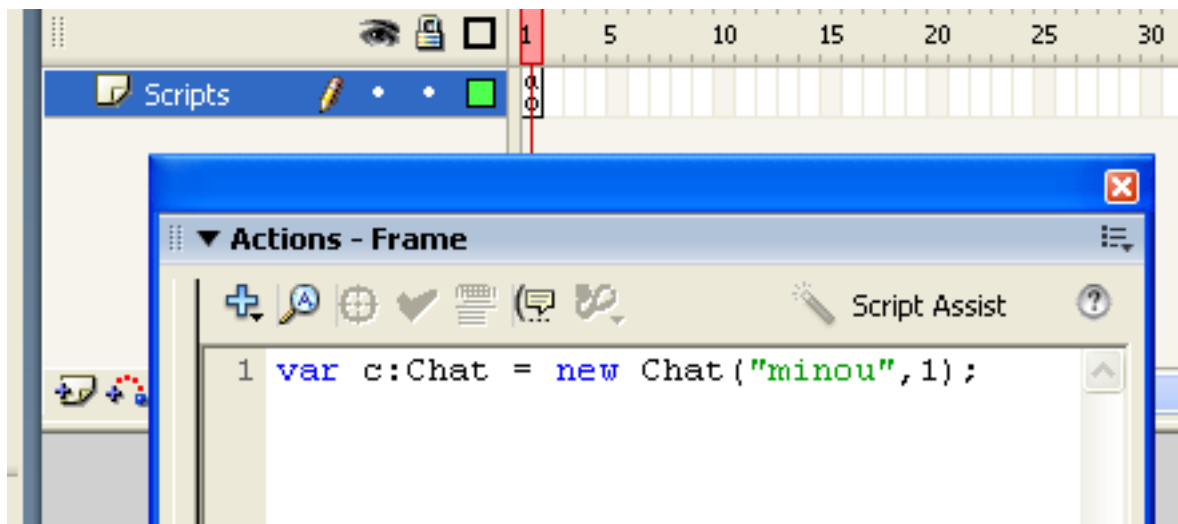 1 5 10 15 20 25 30
Scripts
Actions - Frame
Script Assist
1 var c:Chat = new Chat("minou",1);